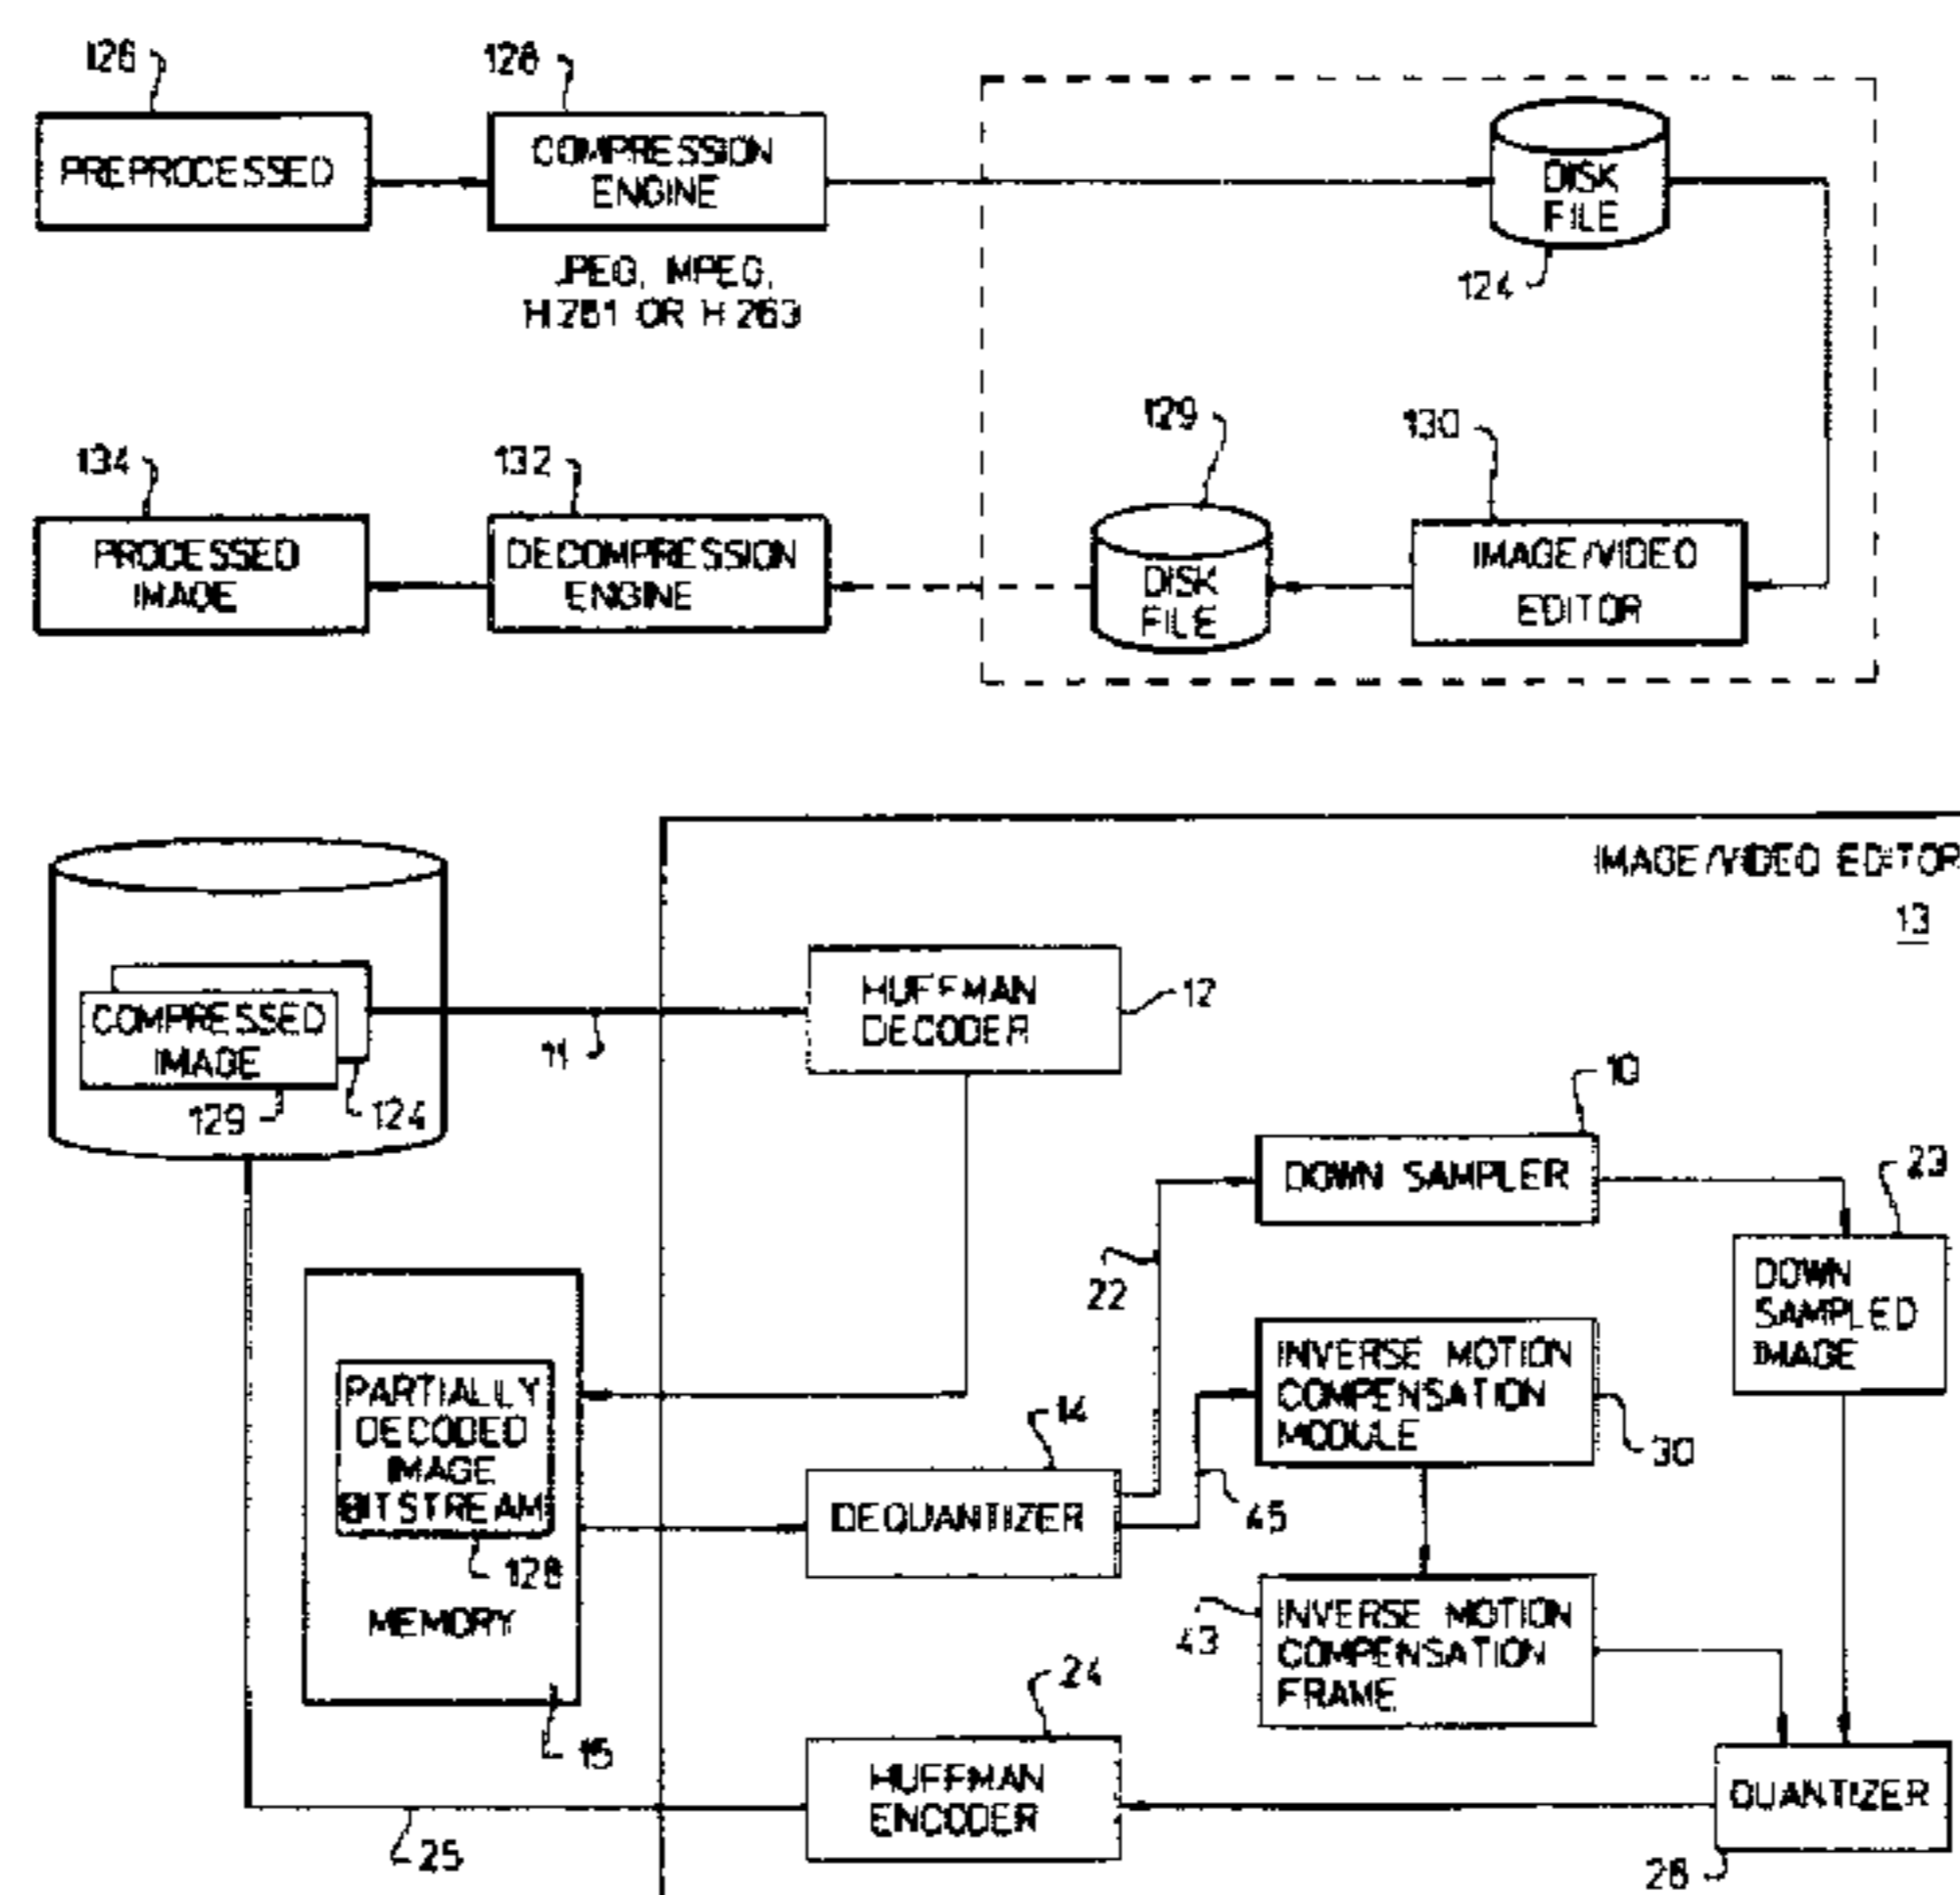 126
128
PREPROCESSED
COMPRESSION
ENGINE
JPEG, MPEG,
H.261 OR H.263
DISK
FILE
124
134
132
129
130
PROCESSED
IMAGE
DECOMPRESSION
ENGINE
DISK
FILE
IMAGE/VIDEO
EDITOR
IMAGE/VIDEO EDITOR
13
COMPRESSED
IMAGE
129
124
11
HUFFMAN
DECODER
12
10
DOWN SAMPLER
23
22
DOWN
SAMPLED
IMAGE
PARTIALLY
DECODED
IMAGE
BITSTREAM
128
MEMORY
15
14
DEQUANTIZER
INVERSE MOTION
COMPENSATION
MODULE
30
45
43
INVERSE MOTION
COMPENSATION
FRAME
24
HUFFMAN
ENCODER
25
QUANTIZER
26